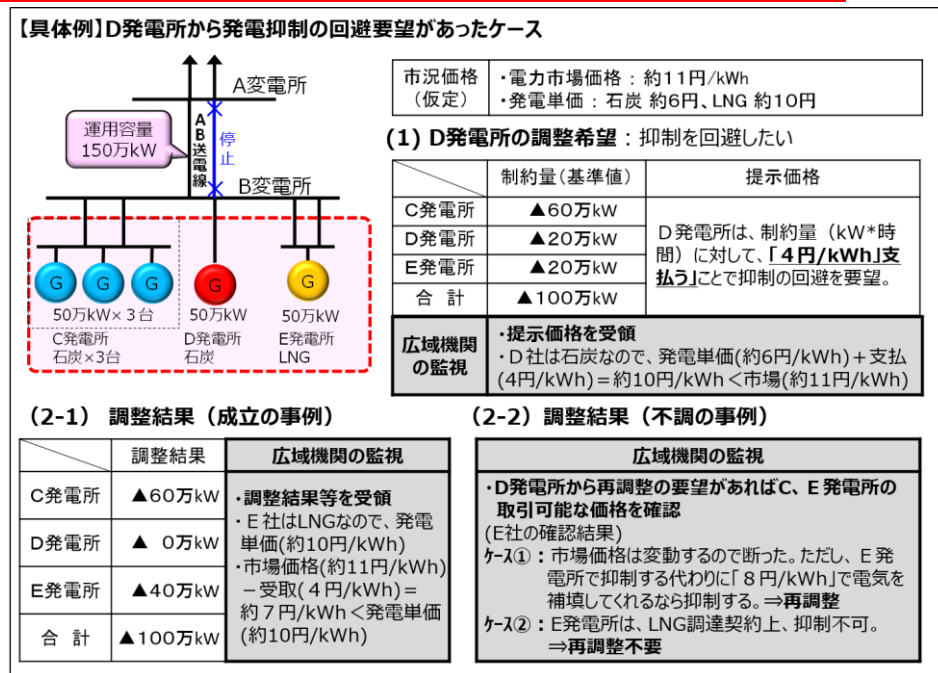 【具体例】D発電所から発電抑制の回避要望があったケース
A変電所
運用容量
150万kW
AB送電線
停止
B変電所
G
G
G
G
G
50万kW×3台
50万kW
50万kW
C発電所
石炭×3台
D発電所
石炭
E発電所
LNG
市況価格
(仮定)
・電力市場価格：約11円/kWh
・発電単価：石炭 約6円、LNG 約10円
(1) D発電所の調整希望：抑制を回避したい
制約量(基準値)
提示価格
C発電所
▲60万kW
D発電所
▲20万kW
E発電所
▲20万kW
合 計
▲100万kW
D発電所は、制約量（kW*時
間）に対して、「４円/kWh」支
払う」ことで抑制の回避を要望。
広域機関
の監視
・提示価格を受領
・D社は石炭なので、発電単価(約6円/kWh)＋支払
(4円/kWh)＝約10円/kWh＜市場(約11円/kWh)
（2-1） 調整結果（成立の事例）
調整結果
広域機関の監視
C発電所
▲60万kW
D発電所
▲ 0万kW
E発電所
▲40万kW
合 計
▲100万kW
・調整結果等を受領
・E社はLNGなので、発電
単価(約10円/kWh)
・市場価格(約11円/kWh)
－受取(４円/kWh)＝
約７円/kWh＜発電単価
(約10円/kWh)
（2-2） 調整結果（不調の事例）
広域機関の監視
・D発電所から再調整の要望があればC、E発電所の
取引可能な価格を確認
(E社の確認結果)
ｹｰｽ①：市場価格は変動するので断った。ただし、E発
電所で抑制する代わりに「８円/kWh」で電気を
補填してくれるなら抑制する。⇒再調整
ｹｰｽ②：E発電所は、LNG調達契約上、抑制不可。
⇒再調整不要